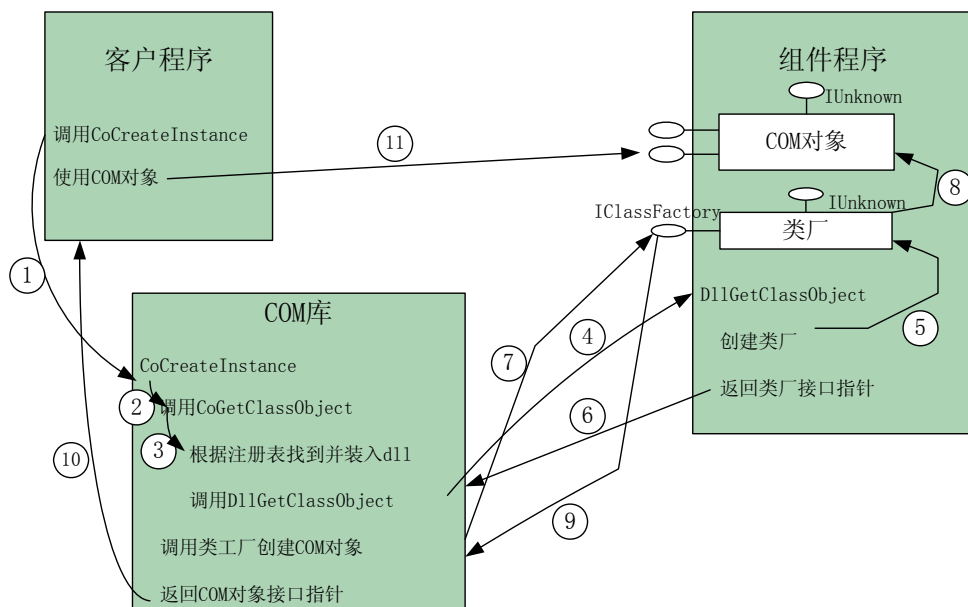 客户程序
调用CoCreateInstance
使用COM对象
组件程序
IUnknown
COM对象
IUnknown
IClassFactory
类厂
DllGetClassObject
创建类厂
返回类厂接口指针
COM库
CoCreateInstance
调用CoGetClassObject
根据注册表找到并装入dll
调用DllGetClassObject
调用类工厂创建COM对象
返回COM对象接口指针
1
2
3
4
5
6
7
8
9
10
11